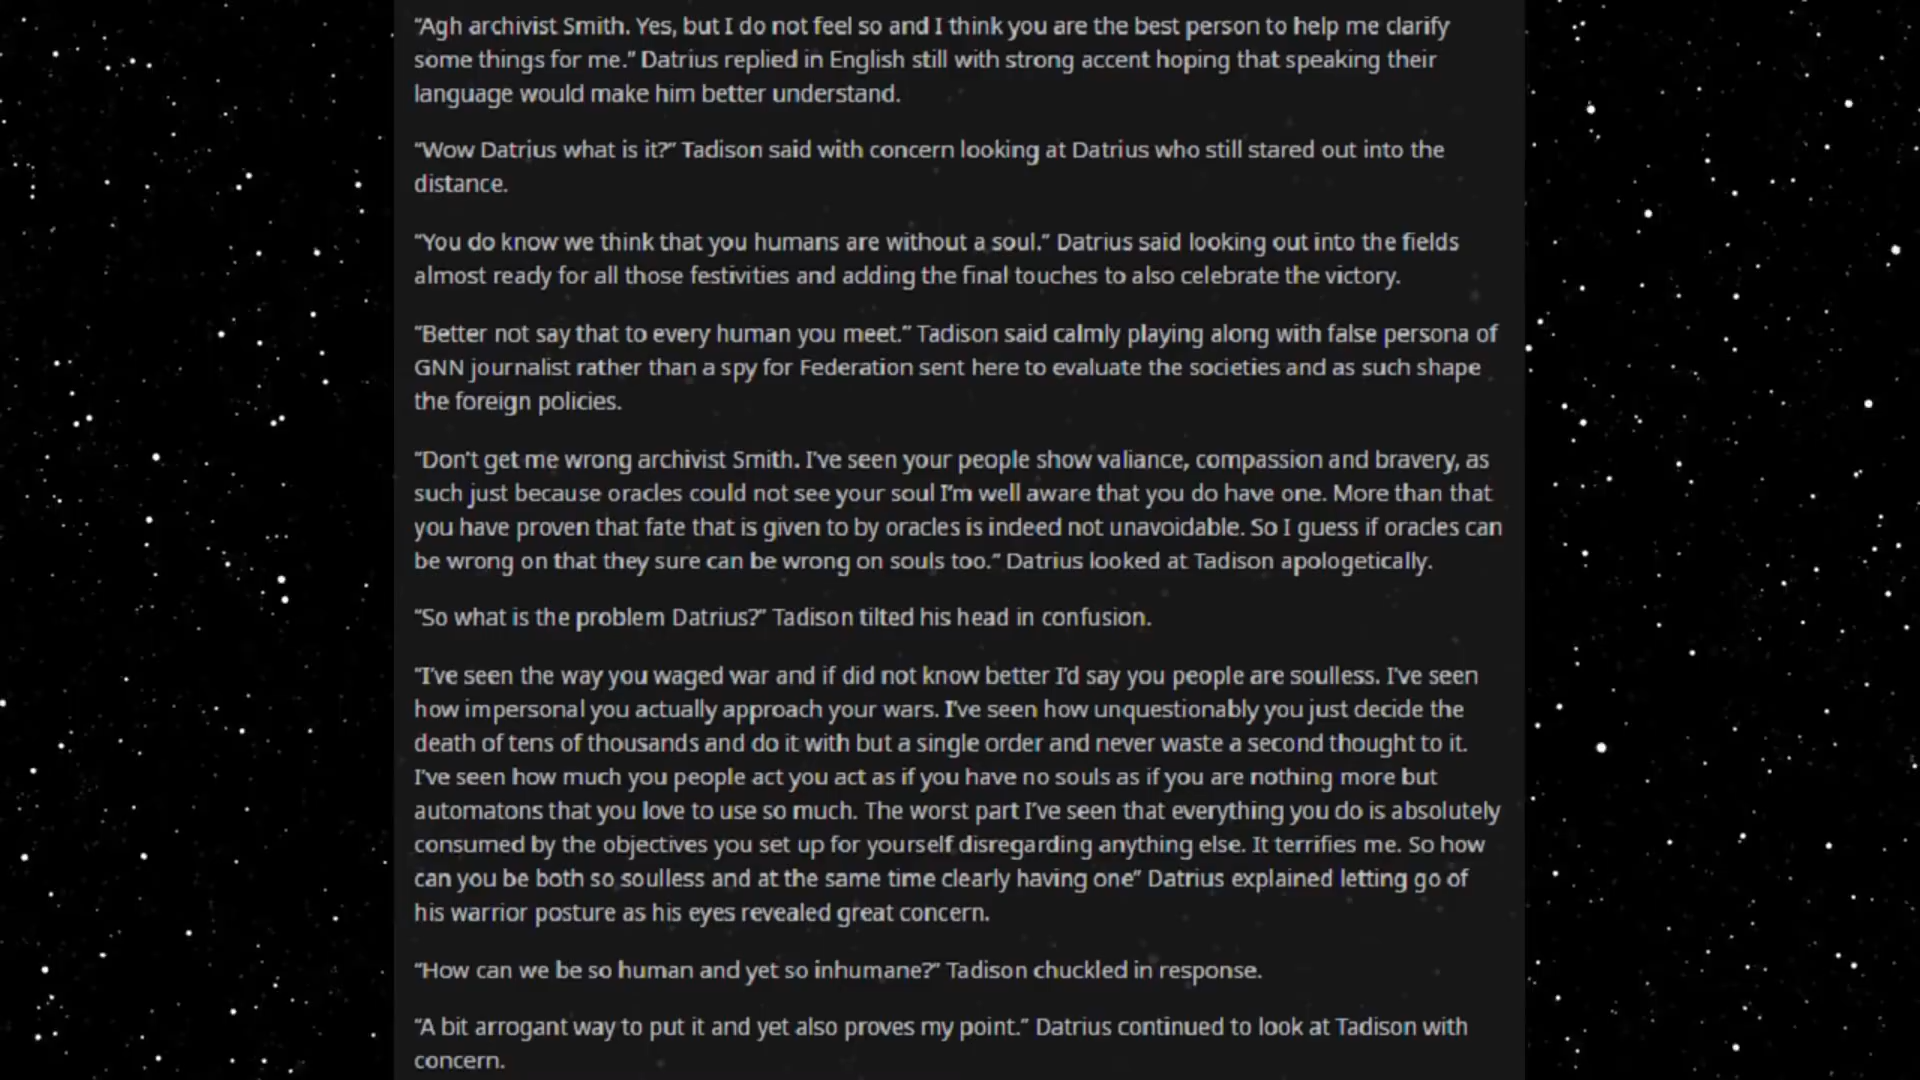 “Agh archivist Smith. Yes, but I do not feel so and I think you are the best person to help me clarify
some things for me.” Datrius replied in English still with strong accent hoping that speaking their
language would make him better understand.
“Wow Datrius what is it?” Tadison said with concern looking at Datrius who still stared out into the
distance.
“You do know we think that you humans are without a soul.” Datrius said looking out into the fields
almost ready for all those festivities and adding the final touches to also celebrate the victory.
“Better not say that to every human you meet.” Tadison said calmly playing along with false persona of
GNN journalist rather than a spy for Federation sent here to evaluate the societies and as such shape
the foreign policies.
“Don't get me wrong archivist Smith. I've seen your people show valiance, compassion and bravery, as
such just because oracles could not see your soul I'm well aware that you do have one. More than that
you have proven that fate that is given to by oracles is indeed not unavoidable. So I guess if oracles can
be wrong on that they sure can be wrong on souls too.” Datrius looked at Tadison apologetically.
“So what is the problem Datrius?” Tadison tilted his head in confusion.
“I've seen the way you waged war and if did not know better I'd say you people are soulless. I've seen
how impersonal you actually approach your wars. I've seen how unquestionably you just decide the
death of tens of thousands and do it with but a single order and never waste a second thought to it.
I've seen how much you people act you act as if you have no souls as if you are nothing more but
automatons that you love to use so much. The worst part I've seen that everything you do is absolutely
consumed by the objectives you set up for yourself disregarding anything else. It terrifies me. So how
can you be both so soulless and at the same time clearly having one” Datrius explained letting go of
his warrior posture as his eyes revealed great concern.
“How can we be so human and yet so inhumane?” Tadison chuckled in response.
“A bit arrogant way to put it and yet also proves my point.” Datrius continued to look at Tadison with
concern.